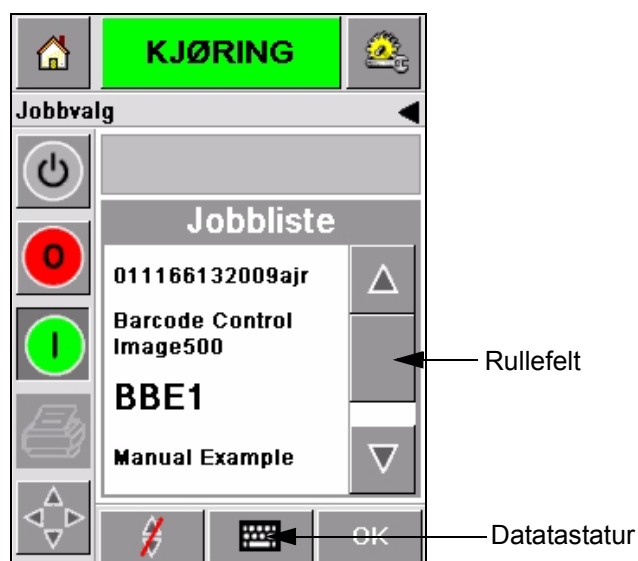 KJØRING
Jobbvalg
Jobbliste
O
011166132009ajr
I
Barcode Control
Image500
Rullefelt
BBE1
Manual Example
OK
Datatastatur